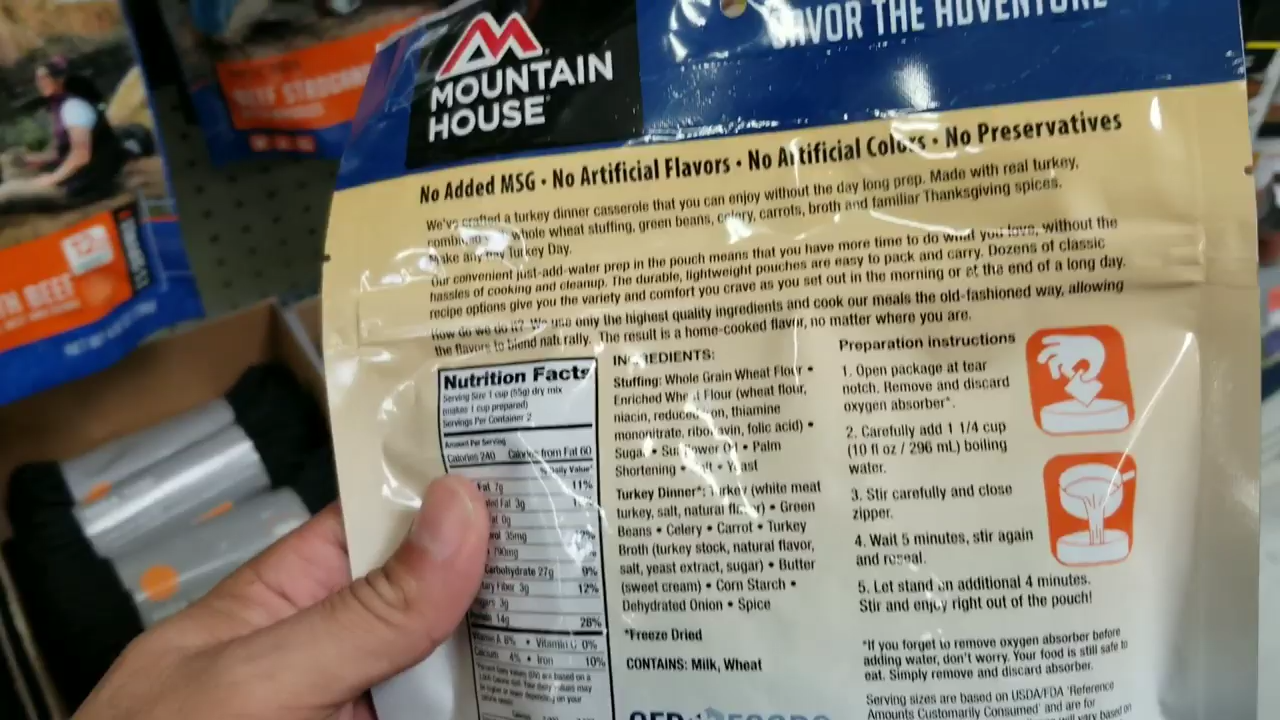 MOUNTAIN
HOUSE
THE ADVENTURE
No Added MSG • No Artificial Flavors • No Artificial Colors • No Preservatives
We've crafted a turkey dinner casserole that you can enjoy without the day long prep. Made with real turkey,
whole wheat stuffing, green beans, celery, carrots, broth and familiar Thanksgiving spices.
Make any day Turkey Day.
Our convenient just-add-water prep in the pouch means that you have more time to do what you love, without the
hassles of cooking and cleanup. The durable, lightweight pouches are easy to pack and carry. Dozens of classic
recipe options give you the variety and comfort you crave as you set out in the morning or at the end of a long day.
How do we do it? We use only the highest quality ingredients and cook our meals the old-fashioned way, allowing
the flavors to blend naturally. The result is a home-cooked flavor, no matter where you are.
Nutrition Facts
Serving Size 1 cup (55g) dry mix
(makes 1 cup prepared)
Servings Per Container 2
Amount Per Serving
Calories 240 Calories from Fat 60
% Daily Value*
Fat 7g 11%
Fat 3g
Fat 0g
35mg
790mg
Carbohydrate 27g 9%
Fiber 3g 12%
3g
14g 28%
Vitamin A 8% • Vitamin C 0%
Calcium 4% • Iron 10%
INGREDIENTS:
Stuffing: Whole Grain Wheat Flour •
Enriched Wheat Flour (wheat flour,
niacin, reduced iron, thiamine
mononitrate, riboflavin, folic acid) •
Sugar • Sunflower Oil • Palm
Shortening • Salt • Yeast
Turkey Dinner*: Turkey (white meat
turkey, salt, natural flavor) • Green
Beans • Celery • Carrot • Turkey
Broth (turkey stock, natural flavor,
salt, yeast extract, sugar) • Butter
(sweet cream) • Corn Starch •
Dehydrated Onion • Spice
*Freeze Dried
CONTAINS: Milk, Wheat
Preparation instructions
1. Open package at tear
notch. Remove and discard
oxygen absorber*.
2. Carefully add 1 1/4 cup
(10 fl oz / 296 mL) boiling
water.
3. Stir carefully and close
zipper.
4. Wait 5 minutes, stir again
and reseal.
5. Let stand an additional 4 minutes.
Stir and enjoy right out of the pouch!
*If you forget to remove oxygen absorber before
adding water, don't worry. Your food is still safe to
eat. Simply remove and discard absorber.
Serving sizes are based on USDA/FDA 'Reference
Amounts Customarily Consumed' and are for
vary based on
BEEF
BEEF